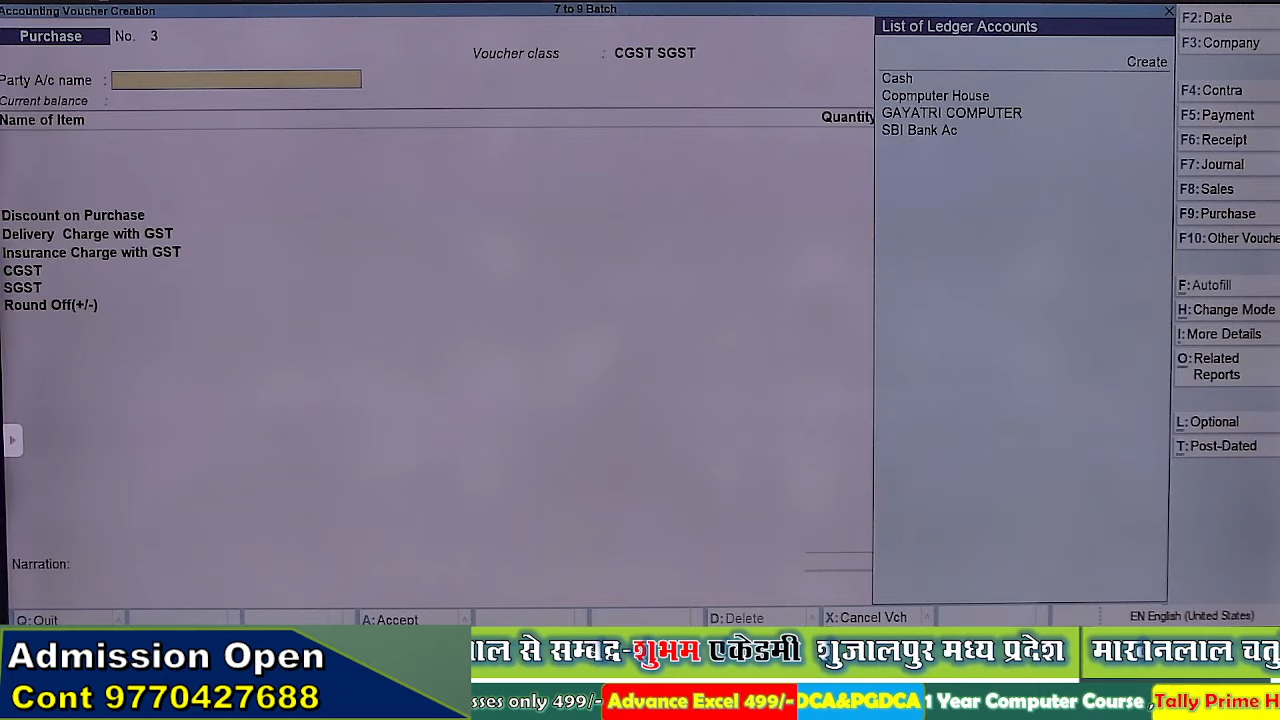 Accounting Voucher Creation
7 to 9 Batch
Purchase No. 3
Voucher class : CGST SGST
Party A/c name :
Current balance :
Name of Item
Quantity
Discount on Purchase
Delivery Charge with GST
Insurance Charge with GST
CGST
SGST
Round Off(+/-)
Narration:
List of Ledger Accounts
Create
Cash
Copmputer House
GAYATRI COMPUTER
SBI Bank Ac
F2:Date
F3:Company
F4:Contra
F5:Payment
F6:Receipt
F7:Journal
F8:Sales
F9:Purchase
F10:Other Vouche
F:Autofill
H:Change Mode
I:More Details
O:Related
Reports
L:Optional
T:Post-Dated
Q:Quit
A:Accept
D:Delete
X:Cancel Vch
EN English (United States)
Admission Open
Cont 9770427688
ाल से सम्बद्व-शुभम एकेडमी शुजालपुर मध्य प्रदेश
माखनलाल चतु
ses only 499/- Advance Excel 499/- DCA&PGDCA 1 Year Computer Course , Tally Prime H